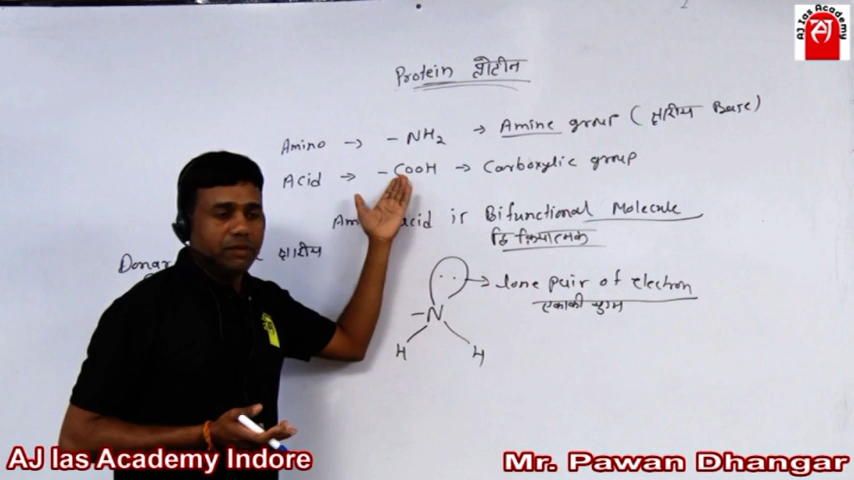 AJ Ias Academy
AJ
Protein प्रोटीन
Amino → - NH2 → Amine group ( क्षारीय Base)
Acid → - COOH → Carboxylic group
acid is Bifunctional Molecule
द्वि क्रियात्मक
क्षारीय
→ lone pair of electron
एकाकी युग्म
- N
H H
AJ Ias Academy Indore
Mr. Pawan Dhangar